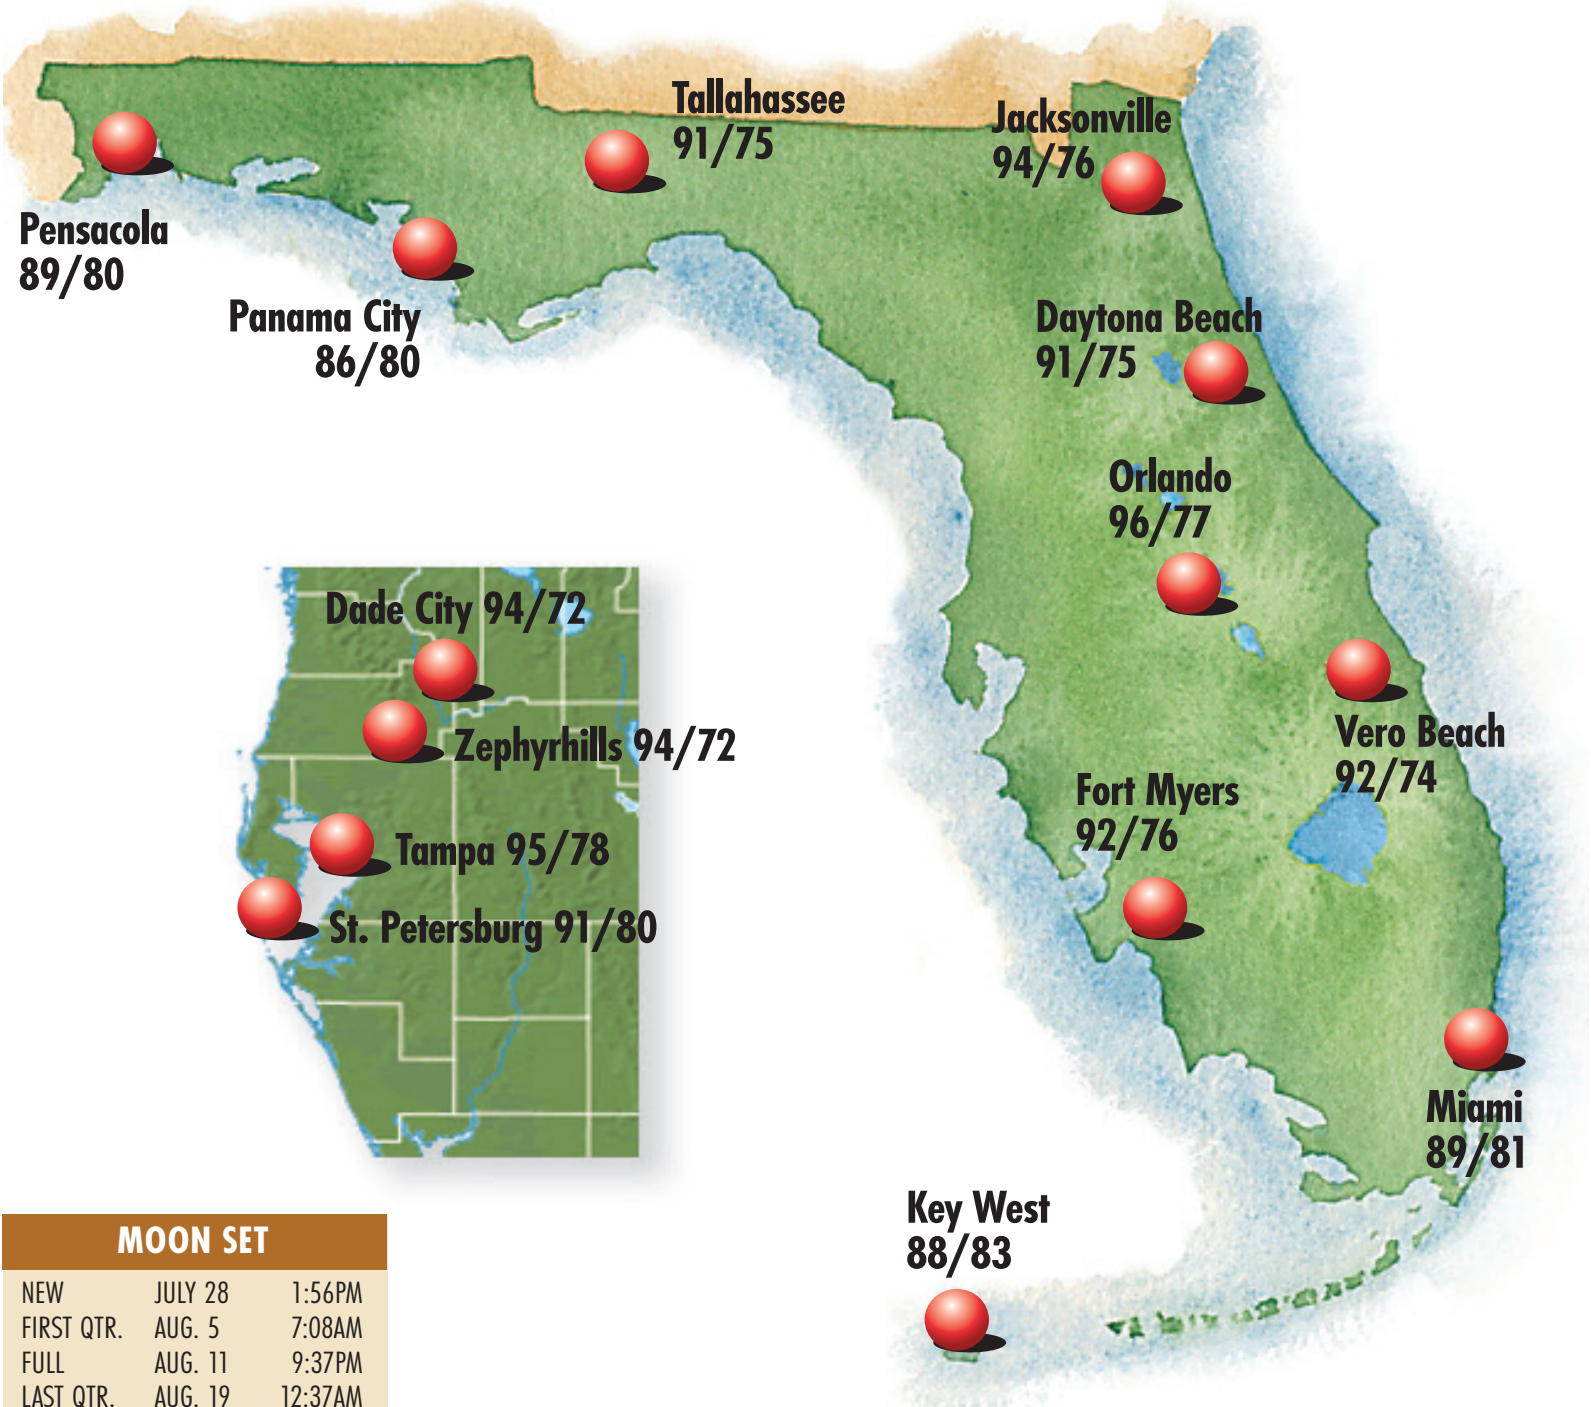 Tallahassee
91/75
Jacksonville
94/76
Pensacola
89/80
Panama City
86/80
Daytona Beach
91/75
Orlando
96/77
Dade City 94/72
Zephyrhills 94/72
Tampa 95/78
St. Petersburg 91/80
Vero Beach
92/74
Fort Myers
92/76
Miami
89/81
Key West
88/83
MOON SET
NEW JULY 28 1:56PM
FIRST QTR. AUG. 5 7:08AM
FULL AUG. 11 9:37PM
LAST QTR. AUG. 19 12:37AM